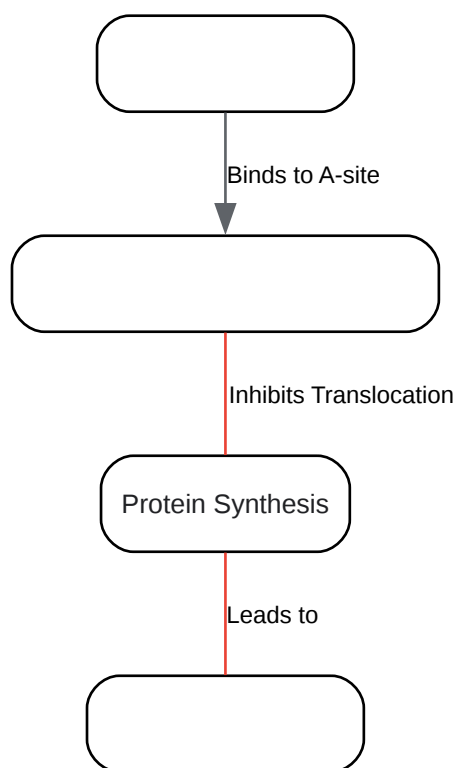 Binds to A-site
Inhibits Translocation
Protein Synthesis
Leads to